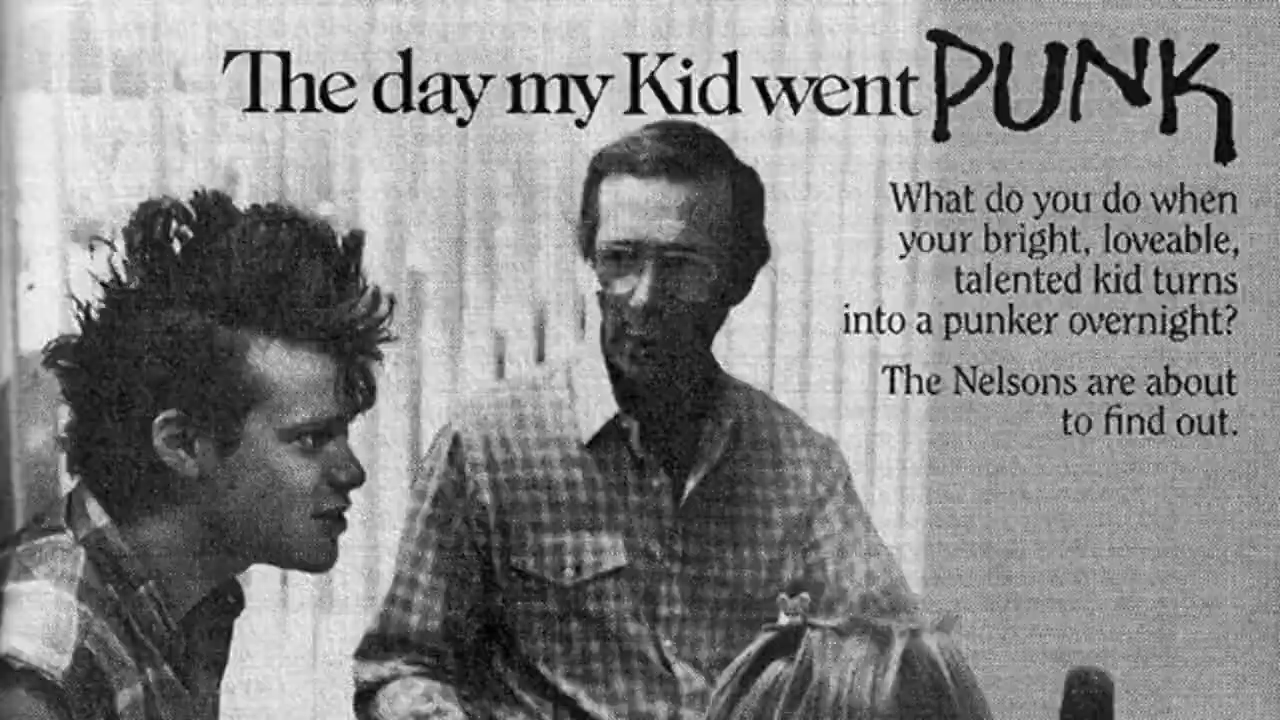 The day my Kid went PUNK
What do you do when
your bright, loveable,
talented kid turns
into a punker overnight?
The Nelsons are about
to find out.